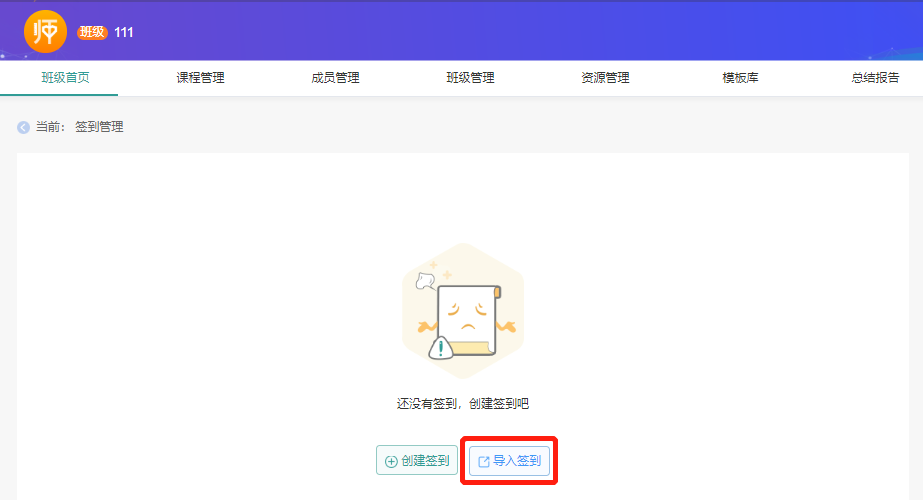 师 班级 111
班级首页 课程管理 成员管理 班级管理 资源管理 模板库 总结报告
当前： 签到管理
还没有签到，创建签到吧
创建签到 导入签到